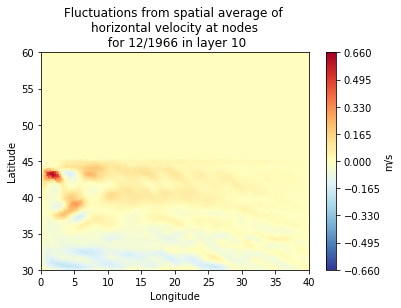 Fluctuations from spatial average of
horizontal velocity at nodes
for 12/1966 in layer 10
60
55
50
45
40
35
30
Latitude
0 5 10 15 20 25 30 35 40
Longitude
0.660
0.495
0.330
0.165
0.000
−0.165
−0.330
−0.495
−0.660
m/s